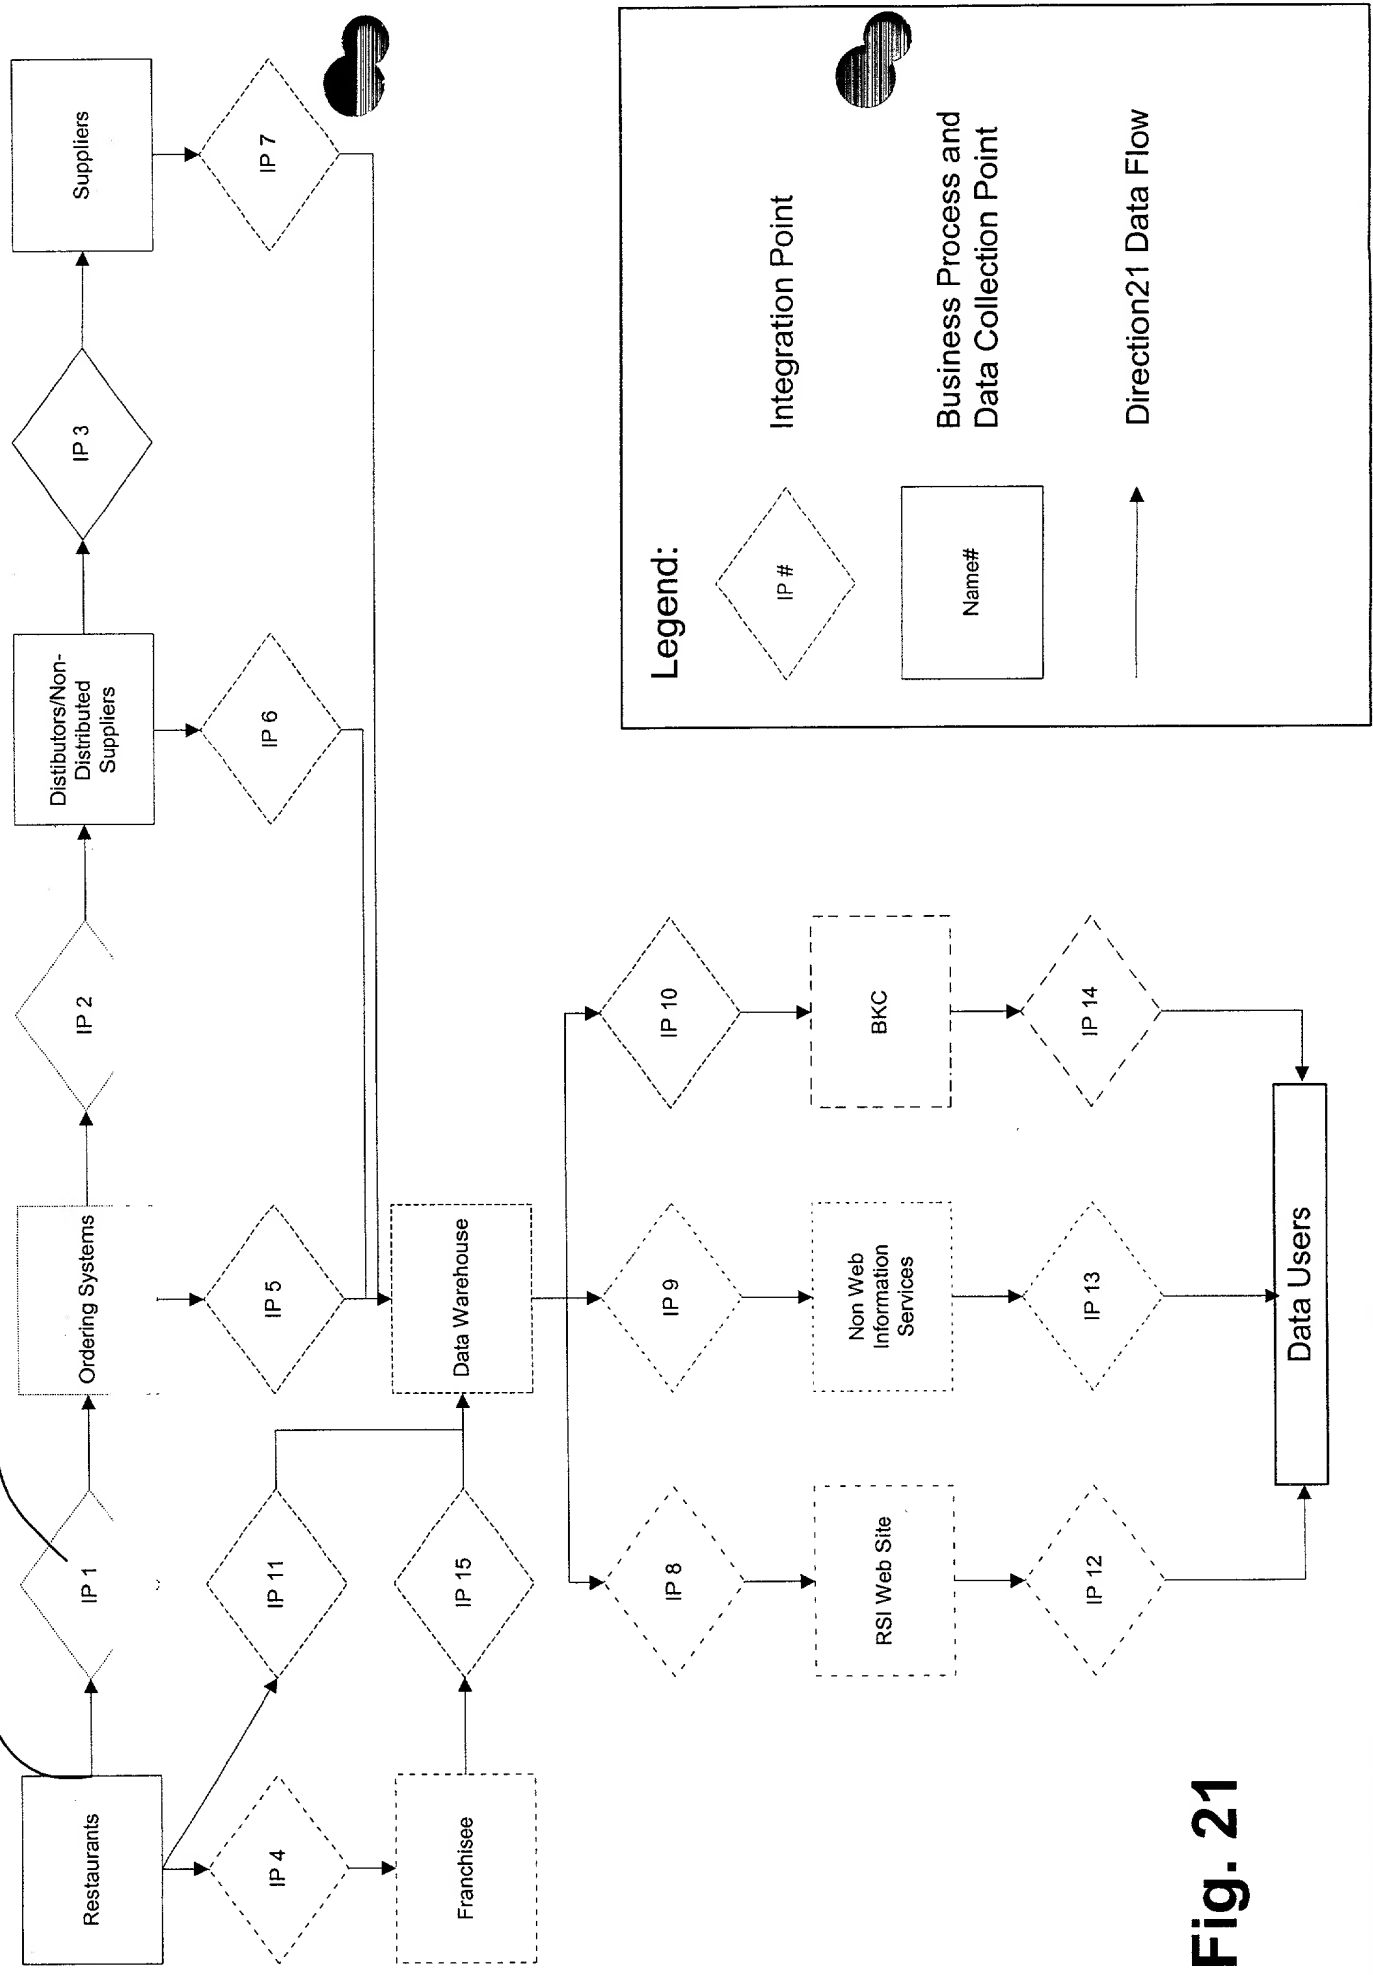 Restaurants
IP 1
Ordering Systems
IP 2
Distibutors/Non-
Distributed
Suppliers
IP 3
Suppliers
IP 4
IP 11
IP 5
IP 6
IP 7
Franchisee
IP 15
Data Warehouse
IP 8
IP 9
IP 10
RSI Web Site
Non Web
Information
Services
BKC
IP 12
IP 13
IP 14
Data Users
Legend:
IP #
Integration Point
Name#
Business Process and
Data Collection Point
Direction21 Data Flow
Fig. 21